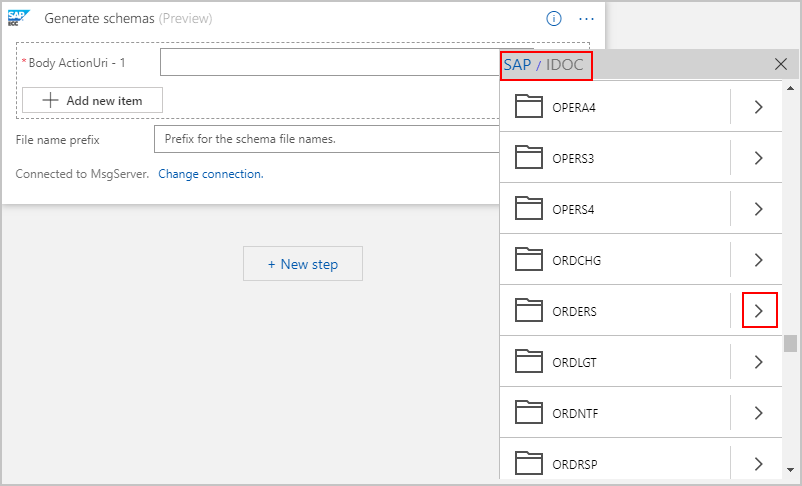 SAP
ECC
Generate schemas (Preview)
* Body ActionUri - 1
Add new item
File name prefix
Prefix for the schema file names.
Connected to MsgServer. Change connection.
+ New step
SAP / IDOC
OPERA4
OPERS3
OPERS4
ORDCHG
ORDERS
ORDLGT
ORDNTF
ORDRSP